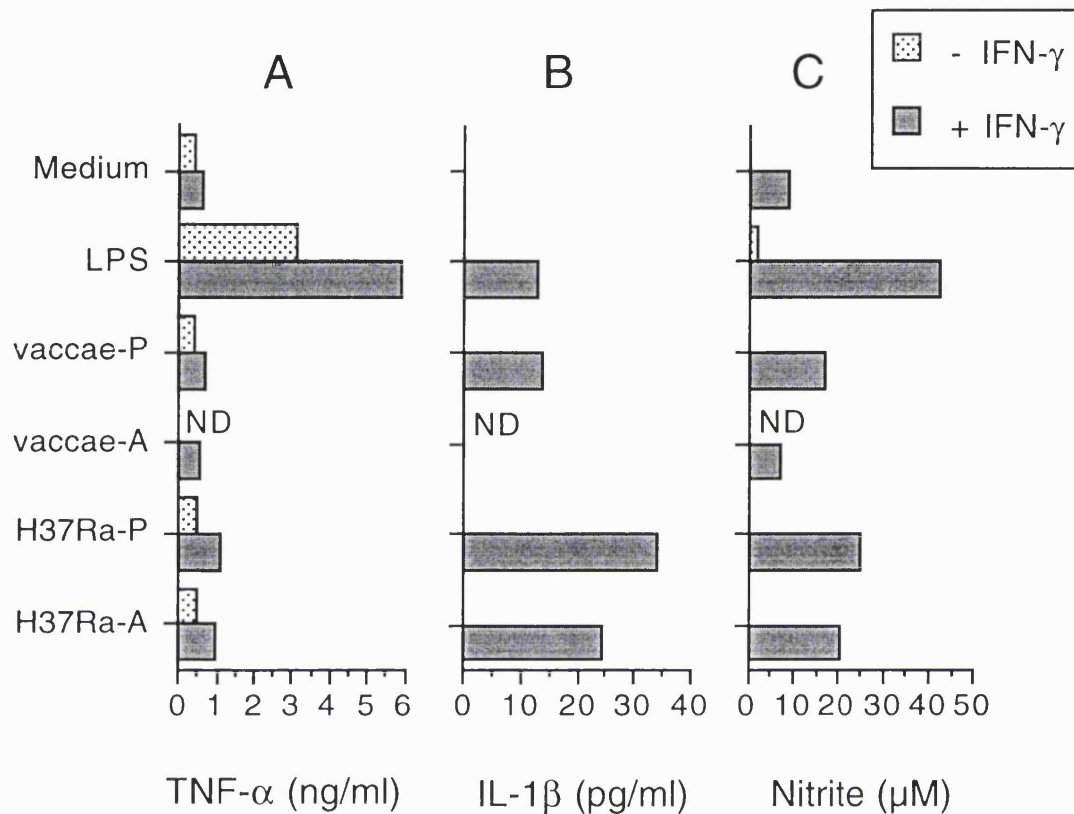 - IFN-γ
+ IFN-γ
A B C
Medium
LPS
vaccae-P
vaccae-A ND ND ND
H37Ra-P
H37Ra-A
0 1 2 3 4 5 6 0 10 20 30 40 0 10 20 30 40 50
TNF-α (ng/ml) IL-1β (pg/ml) Nitrite (µM)